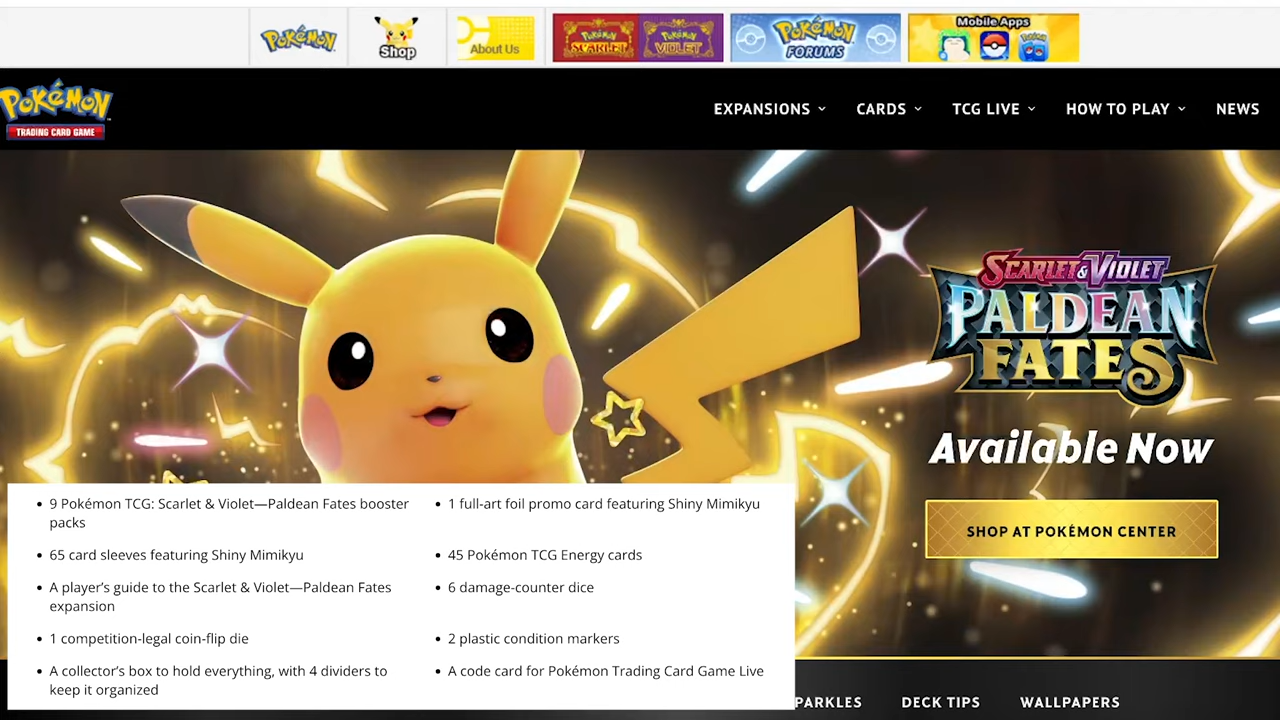 Pokémon
Shop
About Us
Pokémon
SCARLET
Pokémon
VIOLET
Pokémon
FORUMS
Mobile Apps
Pokémon
TRADING CARD GAME
EXPANSIONS
CARDS
TCG LIVE
HOW TO PLAY
NEWS
SCARLET & VIOLET
PALDEAN
FATES
Available Now
SHOP AT POKÉMON CENTER
• 9 Pokémon TCG: Scarlet & Violet—Paldean Fates booster
packs
• 65 card sleeves featuring Shiny Mimikyu
• A player’s guide to the Scarlet & Violet—Paldean Fates
expansion
• 1 competition-legal coin-flip die
• A collector’s box to hold everything, with 4 dividers to
keep it organized
• 1 full-art foil promo card featuring Shiny Mimikyu
• 45 Pokémon TCG Energy cards
• 6 damage-counter dice
• 2 plastic condition markers
• A code card for Pokémon Trading Card Game Live
PARKLES
DECK TIPS
WALLPAPERS